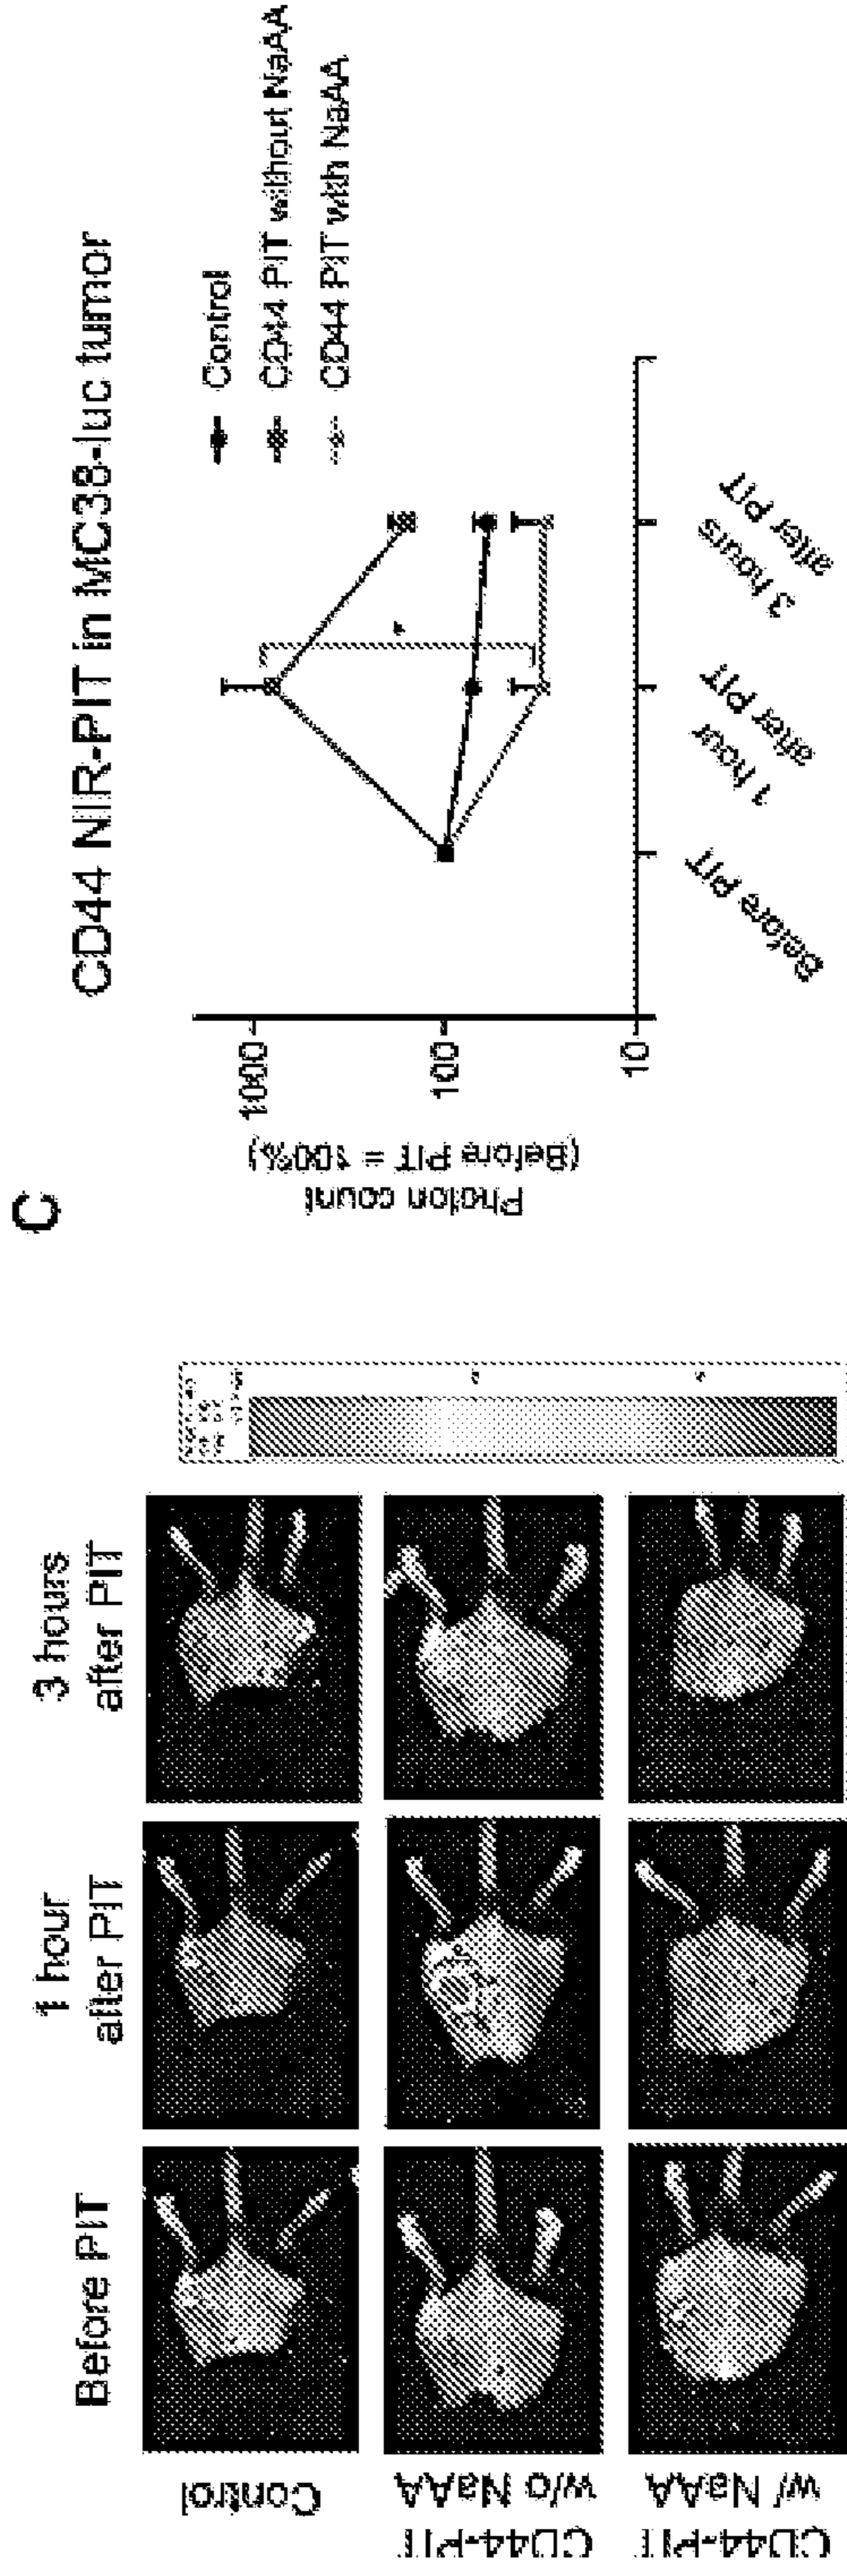 Before PIT
1 hour
after PIT
3 hours
after PIT
Control
CD44-PIT
w/o NaAA
CD44-PIT
w/ NaAA
C
CD44 NIR-PIT in MC38-luc tumor
Photon count
(Before PIT = 100%)
1000
100
10
Before PIT
1 hour
after PIT
3 hours
after PIT
*
Control
CD44 PIT without NaAA
CD44 PIT with NaAA